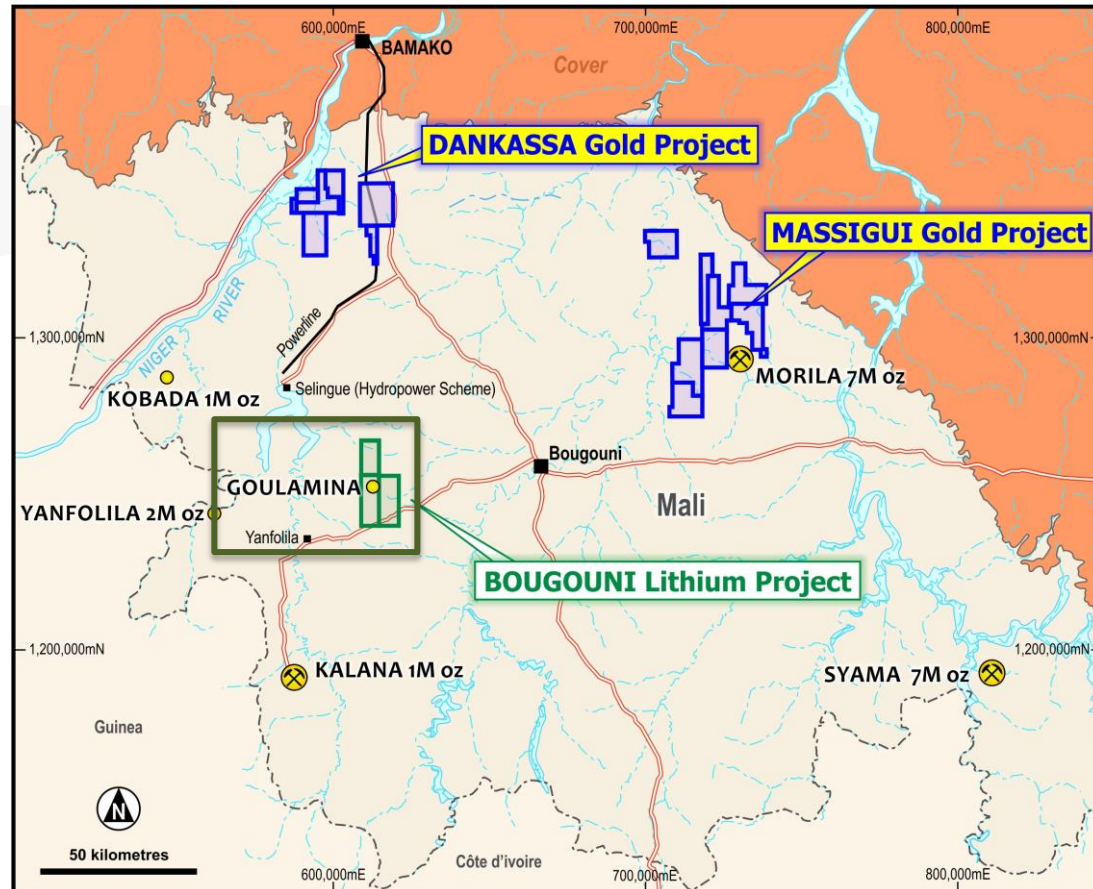 600,000mE
700,000mE
800,000mE
BAMAKO
Cover
DANKASSA Gold Project
MASSIGUI Gold Project
NIGER RIVER
Powerline
1,300,000mN
1,300,000mN
MORILA 7M oz
KOBADA 1M oz
Selingue (Hydropower Scheme)
Bougouni
GOULAMINA
Mali
YANFOLILA 2M oz
Yanfolila
BOUGOUNI Lithium Project
1,200,000mN
1,200,000mN
KALANA 1M oz
SYAMA 7M oz
Guinea
N
50 kilometres
Côte d'ivoire
600,000mE
700,000mE
800,000mE